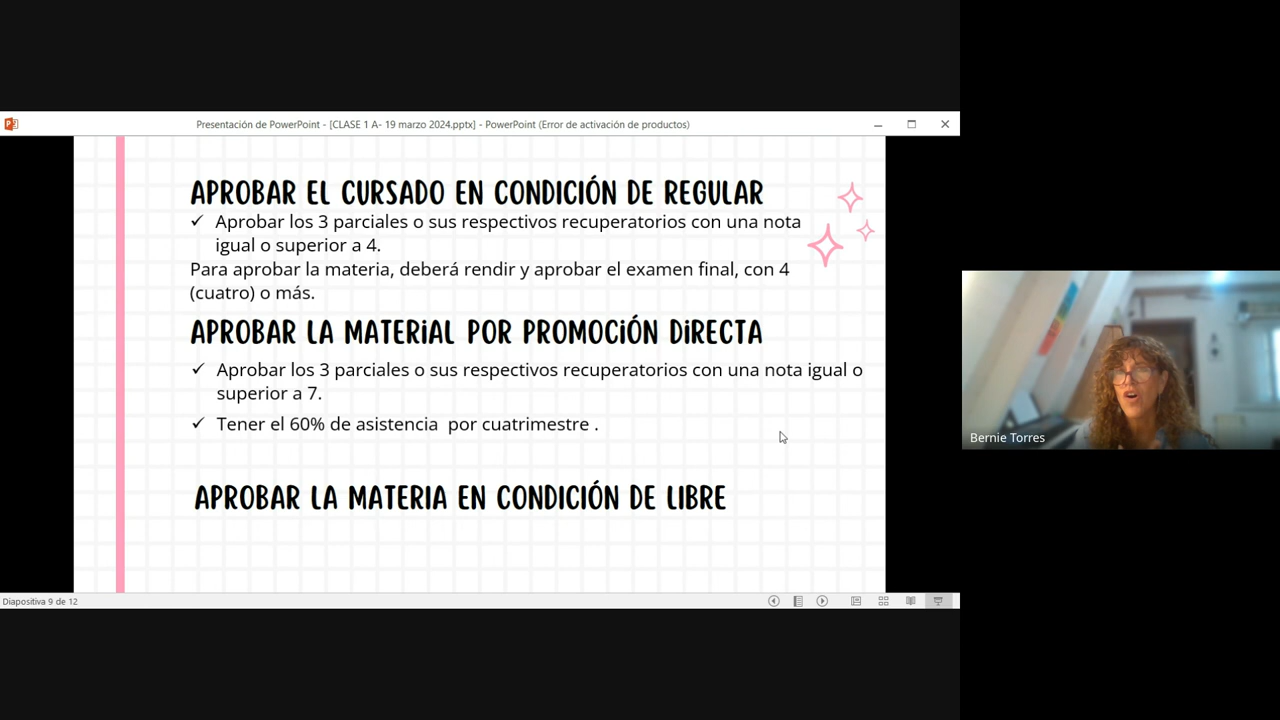 Presentación de PowerPoint - [CLASE 1 A- 19 marzo 2024.pptx] - PowerPoint (Error de activación de productos)
APROBAR EL CURSADO EN CONDICIÓN DE REGULAR
✓ Aprobar los 3 parciales o sus respectivos recuperatorios con una nota
igual o superior a 4.
Para aprobar la materia, deberá rendir y aprobar el examen final, con 4
(cuatro) o más.
APROBAR LA MATERiAL POR PROMOCiÓN DiRECTA
✓ Aprobar los 3 parciales o sus respectivos recuperatorios con una nota igual o
superior a 7.
✓ Tener el 60% de asistencia por cuatrimestre .
APROBAR LA MATERIA EN CONDICIÓN DE LIBRE
Bernie Torres
Diapositiva 9 de 12